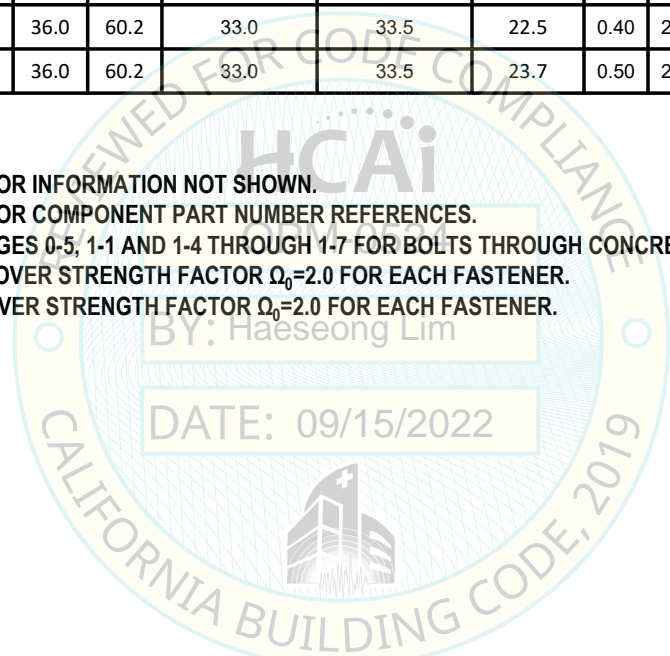 36.0 60.2 33.0 33.5 22.5 0.40 2
36.0 60.2 33.0 33.5 23.7 0.50 2
OR INFORMATION NOT SHOWN.
OR COMPONENT PART NUMBER REFERENCES.
GES 0-5, 1-1 AND 1-4 THROUGH 1-7 FOR BOLTS THROUGH CONCRE
OVER STRENGTH FACTOR Ω₀=2.0 FOR EACH FASTENER.
VER STRENGTH FACTOR Ω₀=2.0 FOR EACH FASTENER.
REVIEWED FOR CODE COMPLIANCE
HCAi
OPM-0534
BY: Haeseong Lim
DATE: 09/15/2022
CALIFORNIA BUILDING CODE, 2019